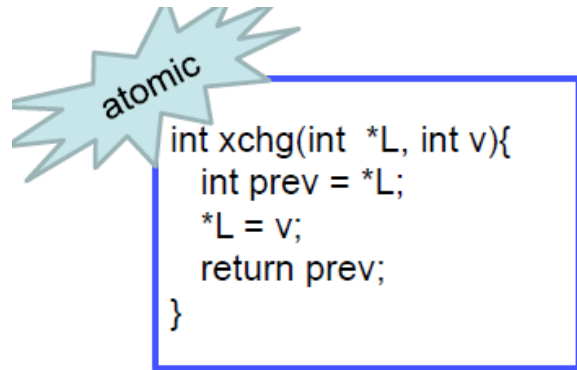 atomic
int xchg(int  *L, int v){
int prev = *L;
*L = v;
return prev;
}